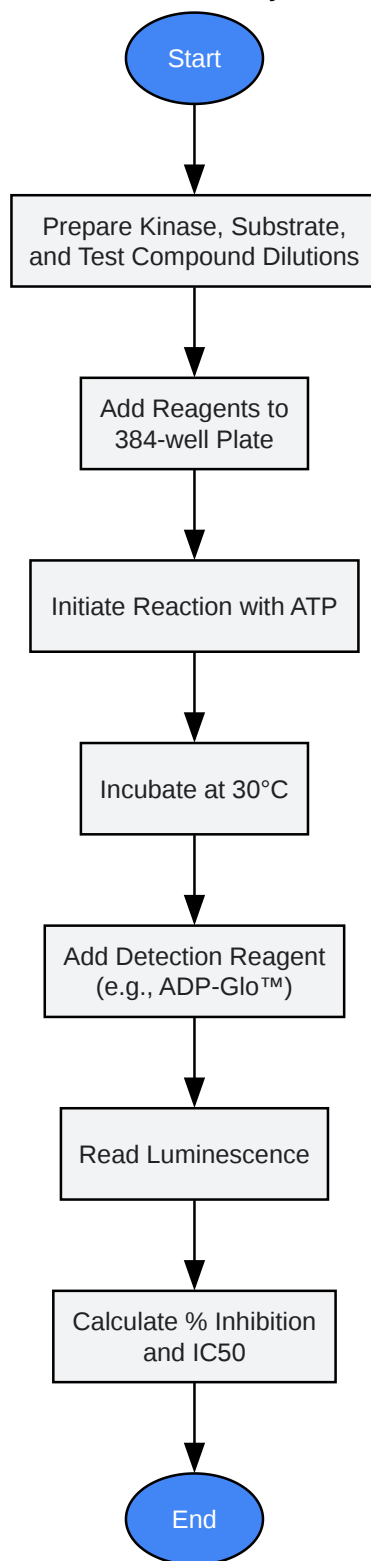 Start
Prepare Kinase, Substrate,
and Test Compound Dilutions
Add Reagents to
384-well Plate
Initiate Reaction with ATP
Incubate at 30°C
Add Detection Reagent
(e.g., ADP-Glo™)
Read Luminescence
Calculate % Inhibition
and IC50
End